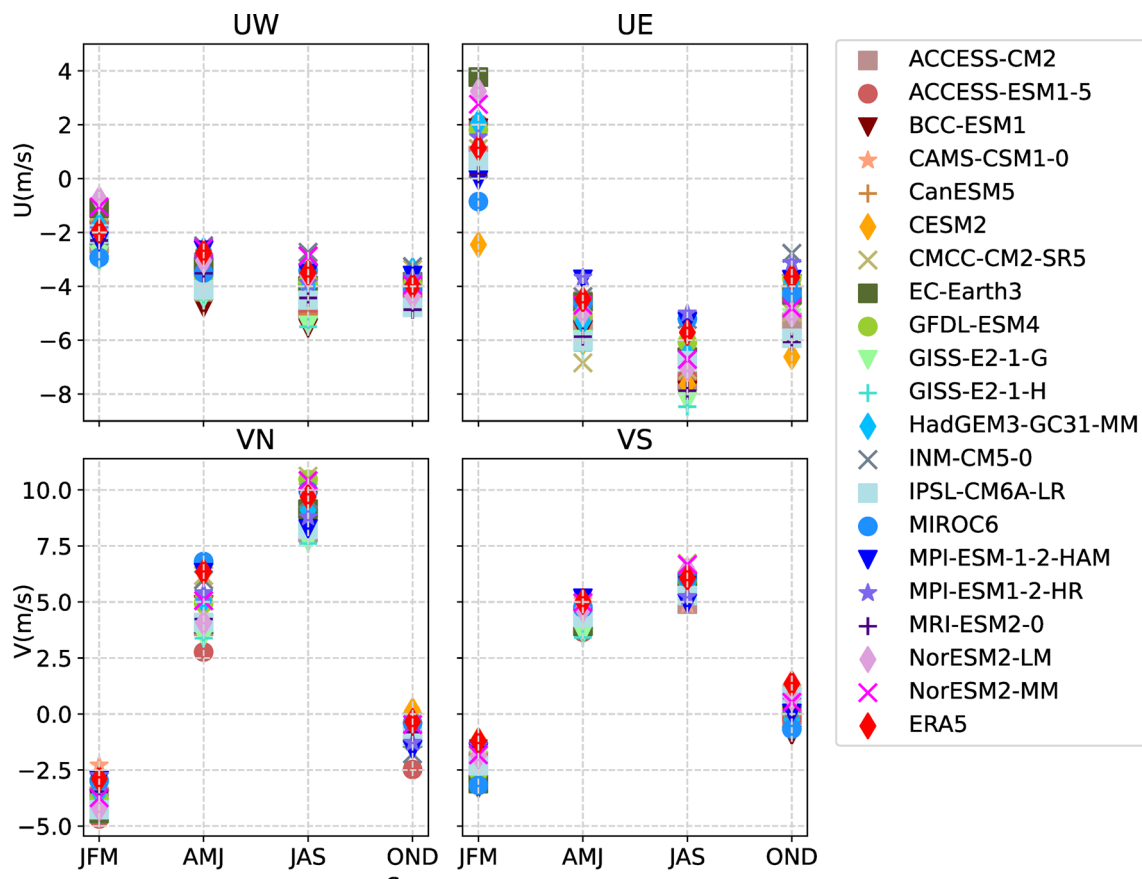 UW
UE
U(m/s)
4
2
0
−2
−4
−6
−8
VN
VS
V(m/s)
10.0
7.5
5.0
2.5
0.0
−2.5
−5.0
JFM
AMJ
JAS
OND
JFM
AMJ
JAS
OND
ACCESS-CM2
ACCESS-ESM1-5
BCC-ESM1
CAMS-CSM1-0
CanESM5
CESM2
CMCC-CM2-SR5
EC-Earth3
GFDL-ESM4
GISS-E2-1-G
GISS-E2-1-H
HadGEM3-GC31-MM
INM-CM5-0
IPSL-CM6A-LR
MIROC6
MPI-ESM-1-2-HAM
MPI-ESM1-2-HR
MRI-ESM2-0
NorESM2-LM
NorESM2-MM
ERA5